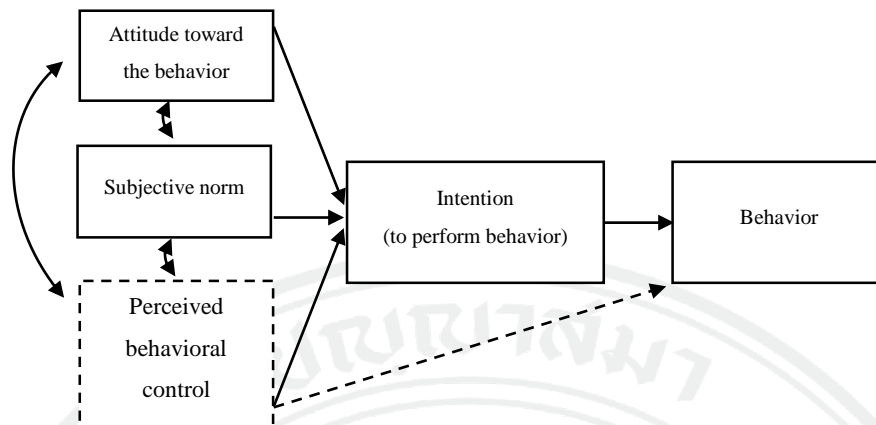 Attitude toward
the behavior
Subjective norm
Perceived
behavioral
control
Intention
(to perform behavior)
Behavior